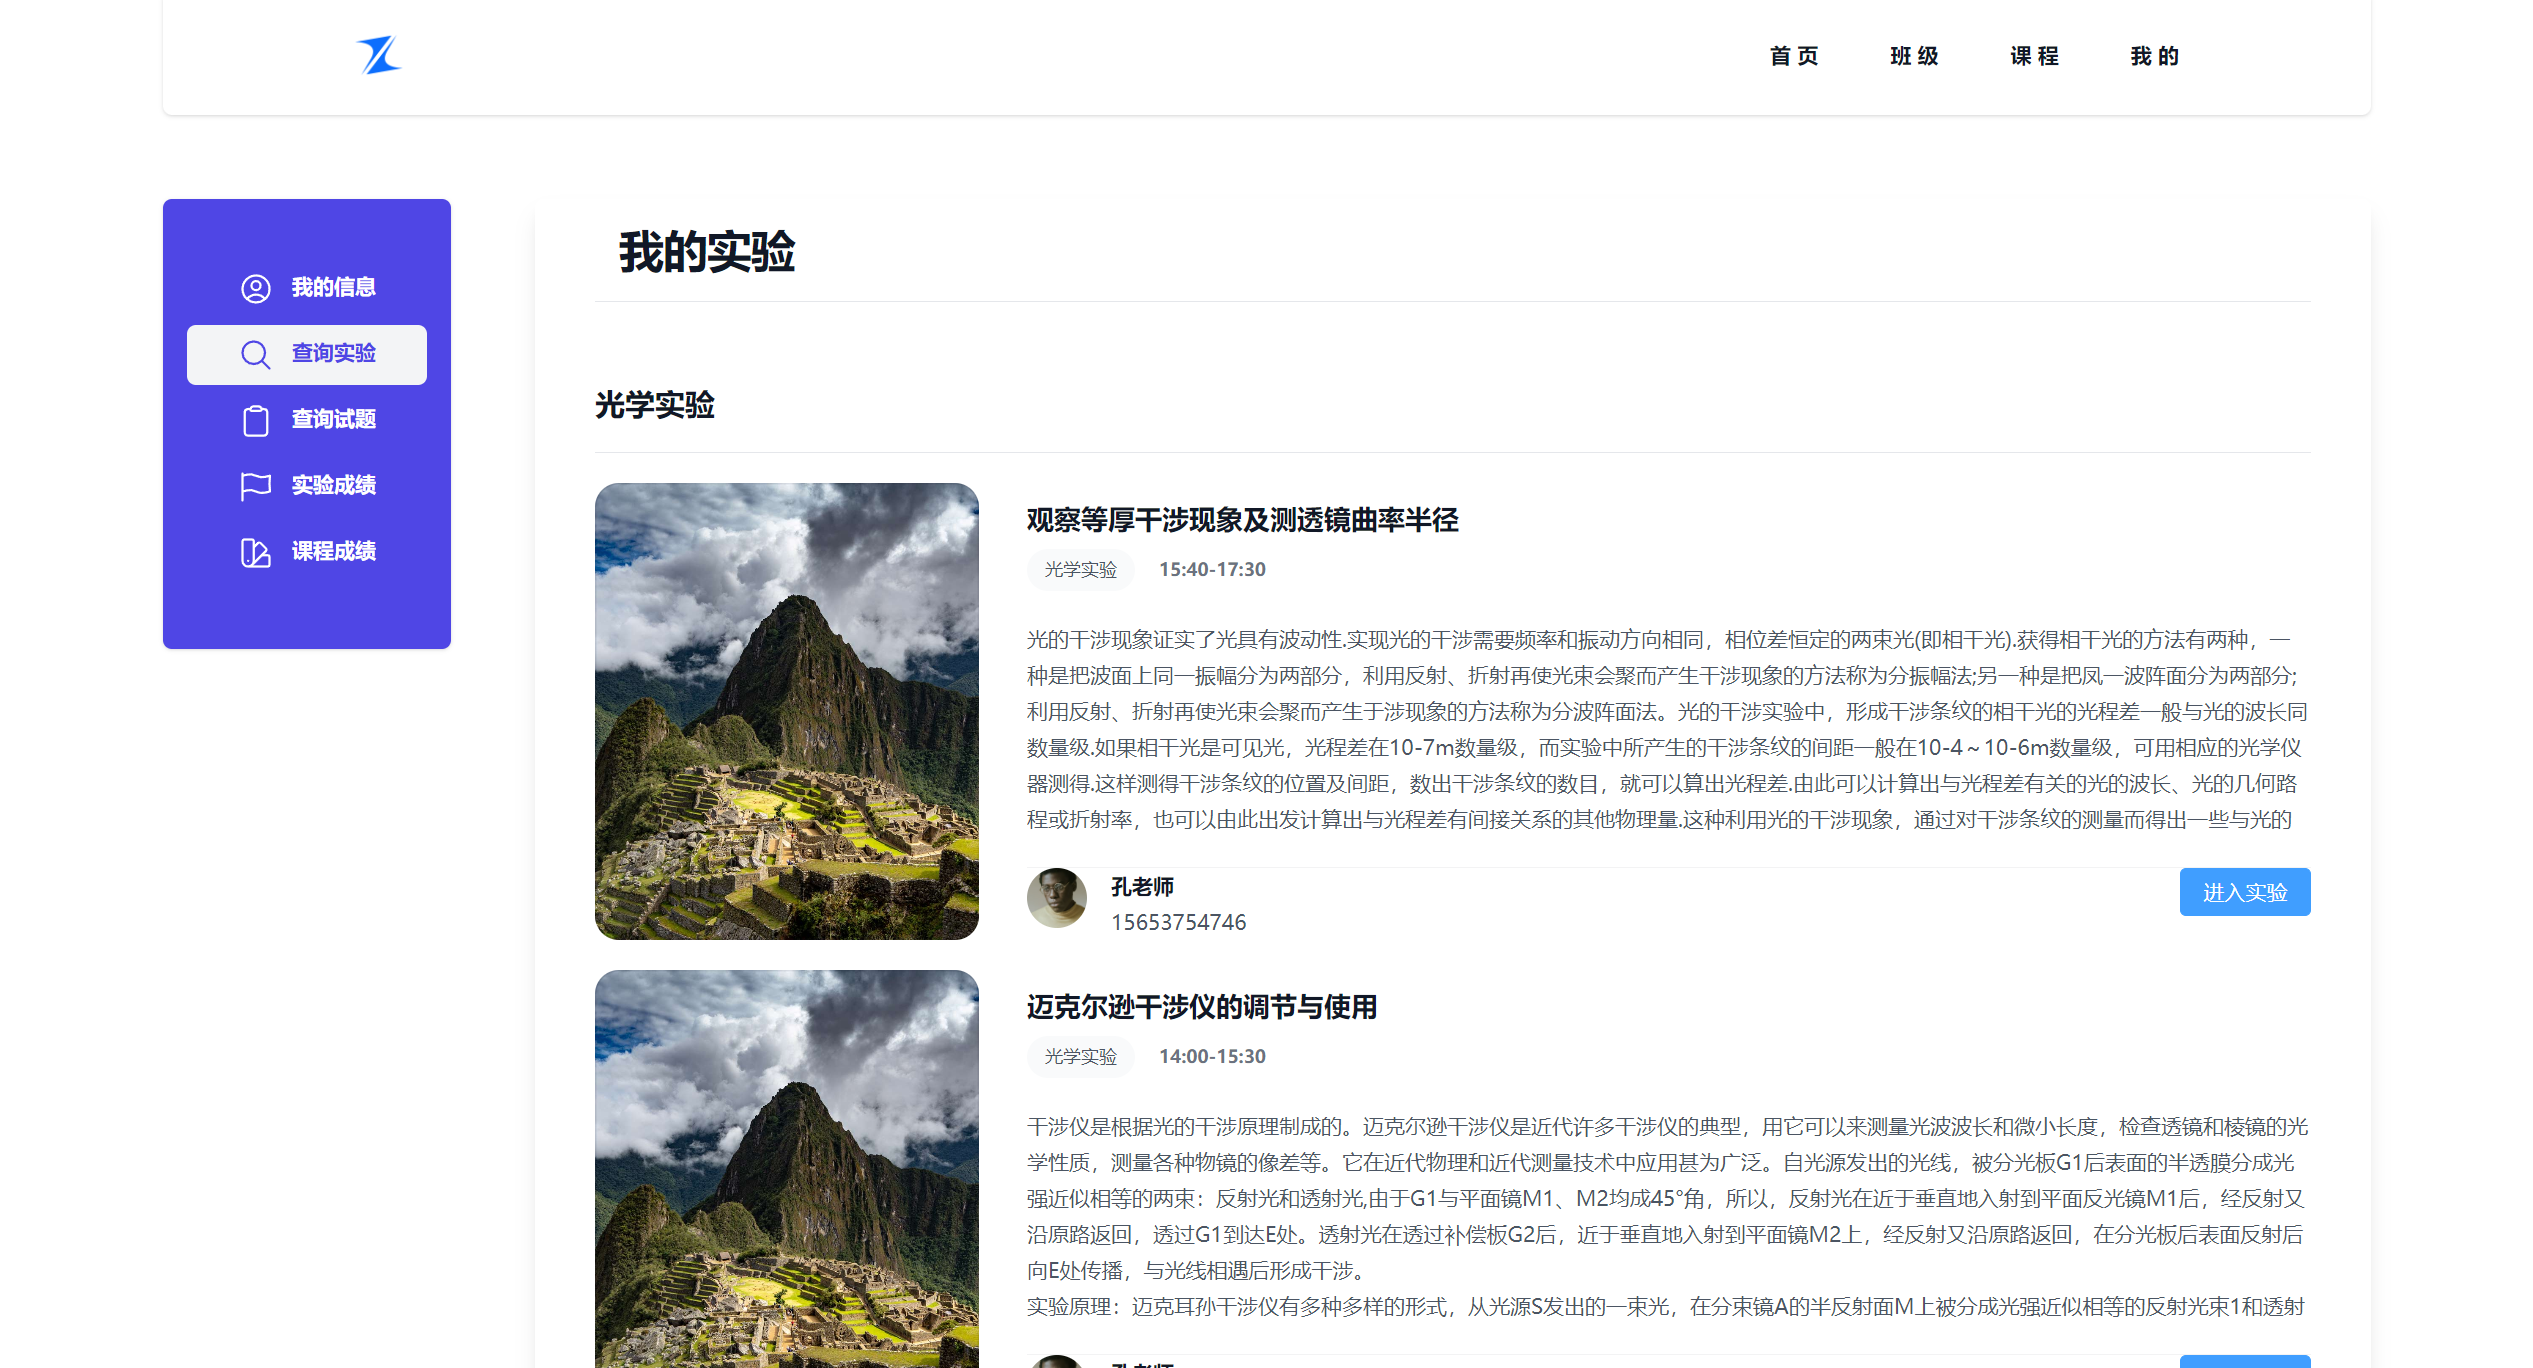 首页 班级 课程 我的
我的信息
查询实验
查询试题
实验成绩
课程成绩
我的实验
光学实验
观察等厚干涉现象及测透镜曲率半径
光学实验 15:40-17:30
光的干涉现象证实了光具有波动性.实现光的干涉需要频率和振动方向相同，相位差恒定的两束光(即相干光).获得相干光的方法有两种，一
种是把波面上同一振幅分为两部分，利用反射、折射再使光束会聚而产生干涉现象的方法称为分振幅法;另一种是把凤一波阵面分为两部分;
利用反射、折射再使光束会聚而产生于涉现象的方法称为分波阵面法。光的干涉实验中，形成干涉条纹的相干光的光程差一般与光的波长同
数量级.如果相干光是可见光，光程差在10-7m数量级，而实验中所产生的干涉条纹的间距一般在10-4～10-6m数量级，可用相应的光学仪
器测得.这样测得干涉条纹的位置及间距，数出干涉条纹的数目，就可以算出光程差.由此可以计算出与光程差有关的光的波长、光的几何路
程或折射率，也可以由此出发计算出与光程差有间接关系的其他物理量.这种利用光的干涉现象，通过对干涉条纹的测量而得出一些与光的
孔老师
15653754746
进入实验
迈克尔逊干涉仪的调节与使用
光学实验 14:00-15:30
干涉仪是根据光的干涉原理制成的。迈克尔逊干涉仪是近代许多干涉仪的典型，用它可以来测量光波波长和微小长度，检查透镜和棱镜的光
学性质，测量各种物镜的像差等。它在近代物理和近代测量技术中应用甚为广泛。自光源发出的光线，被分光板G1后表面的半透膜分成光
强近似相等的两束：反射光和透射光,由于G1与平面镜M1、M2均成45°角，所以，反射光在近于垂直地入射到平面反光镜M1后，经反射又
沿原路返回，透过G1到达E处。透射光在透过补偿板G2后，近于垂直地入射到平面镜M2上，经反射又沿原路返回，在分光板后表面反射后
向E处传播，与光线相遇后形成干涉。
实验原理：迈克耳孙干涉仪有多种多样的形式，从光源S发出的一束光，在分束镜A的半反射面M上被分成光强近似相等的反射光束1和透射